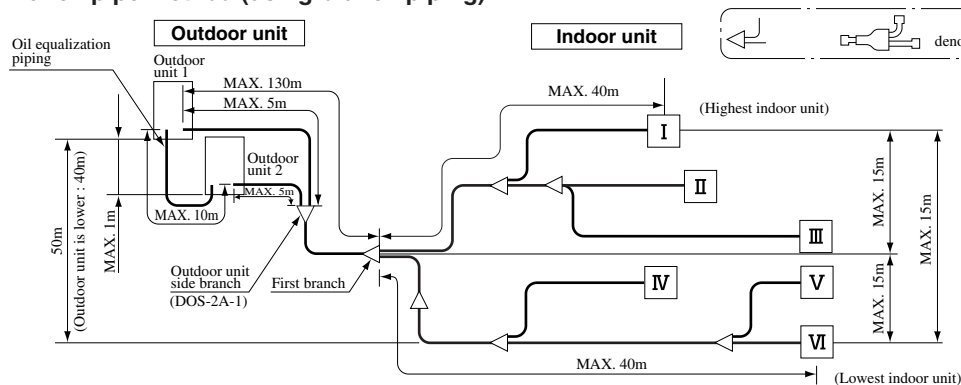 Outdoor unit
Indoor unit
deno
Oil equalization
piping
Outdoor
unit 1
MAX. 130m
MAX. 5m
MAX. 40m
(Highest indoor unit)
I
Outdoor
unit 2
MAX. 5m
II
MAX. 10m
III
50m
(Outdoor unit is lower : 40m)
MAX. 1m
MAX. 15m
MAX. 15m
MAX. 15m
Outdoor unit
side branch
(DOS-2A-1)
First branch
IV
V
VI
MAX. 40m
(Lowest indoor unit)